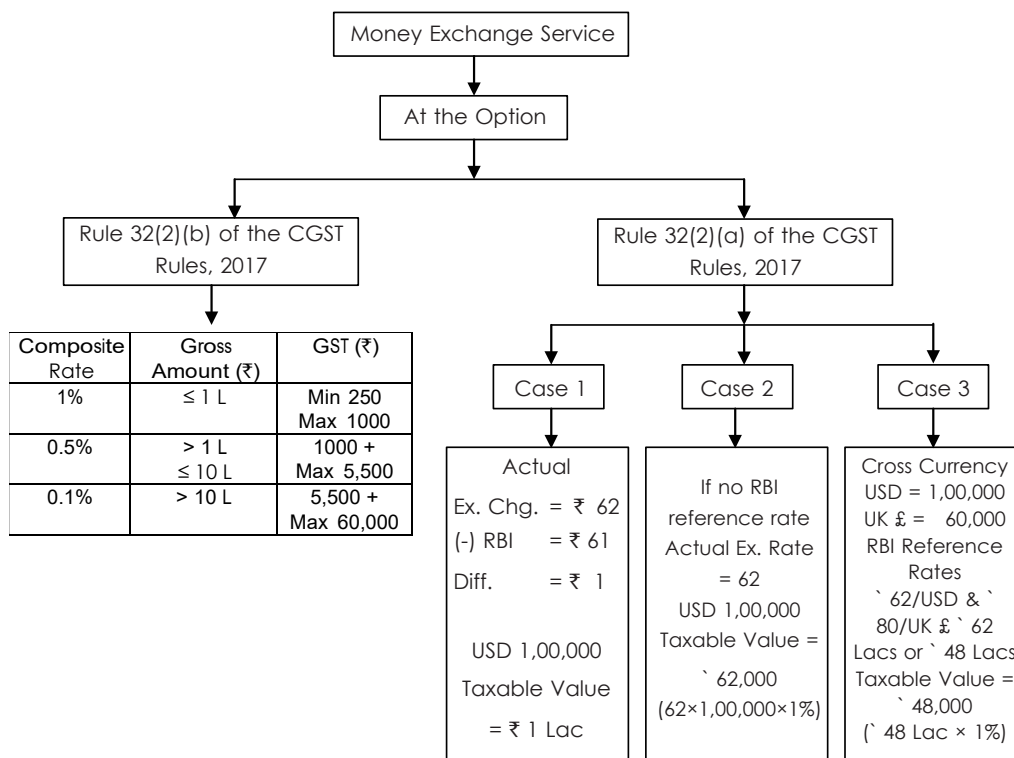 Money Exchange Service
At the Option
Rule 32(2)(b) of the CGST
Rules, 2017
Composite Rate | Gross Amount (₹) | GST (₹)
1% | ≤ 1 L | Min 250 Max 1000
0.5% | > 1 L ≤ 10 L | 1000 + Max 5,500
0.1% | > 10 L | 5,500 + Max 60,000
Rule 32(2)(a) of the CGST
Rules, 2017
Case 1
Actual
Ex. Chg. = ₹ 62
(-) RBI = ₹ 61
Diff. = ₹ 1
USD 1,00,000
Taxable Value
= ₹ 1 Lac
Case 2
If no RBI
reference rate
Actual Ex. Rate
= 62
USD 1,00,000
Taxable Value =
` 62,000
(62×1,00,000×1%)
Case 3
Cross Currency
USD = 1,00,000
UK £ = 60,000
RBI Reference
Rates
` 62/USD & `
80/UK £ ` 62
Lacs or ` 48 Lacs
Taxable Value =
` 48,000
(` 48 Lac × 1%)